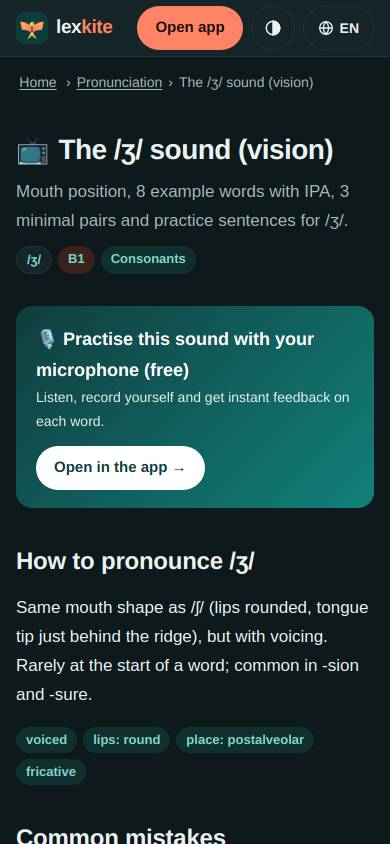 lexkite Open app EN
Home › Pronunciation › The /ʒ/ sound (vision)
📺 The /ʒ/ sound (vision)
Mouth position, 8 example words with IPA, 3
minimal pairs and practice sentences for /ʒ/.
/ʒ/ B1 Consonants
🎙️ Practise this sound with your
microphone (free)
Listen, record yourself and get instant feedback on
each word.
Open in the app →
How to pronounce /ʒ/
Same mouth shape as /ʃ/ (lips rounded, tongue
tip just behind the ridge), but with voicing.
Rarely at the start of a word; common in -sion
and -sure.
voiced lips: round place: postalveolar
fricative
Common mistakes